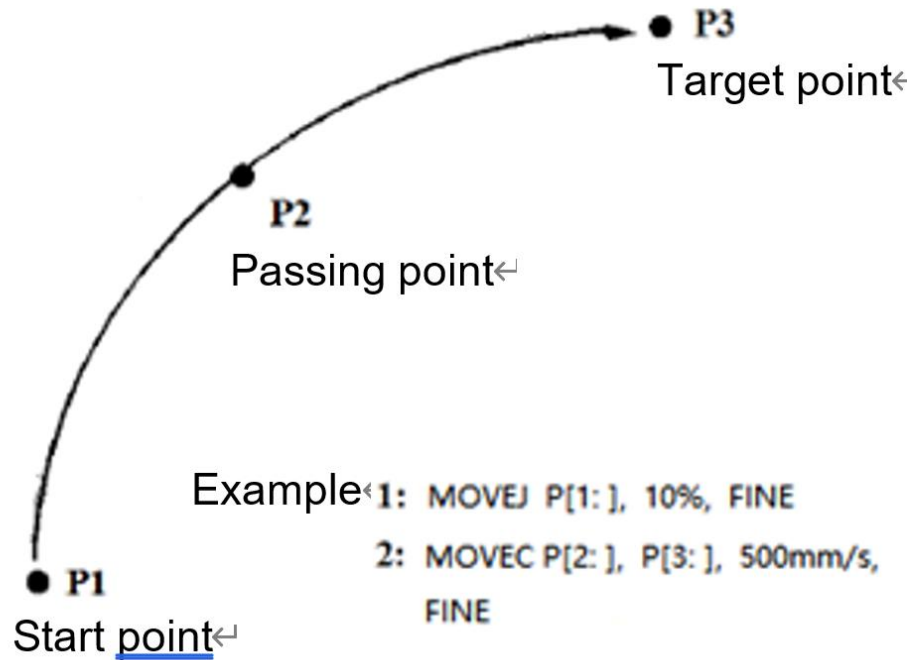 P3
Target point
P2
Passing point
Example 1: MOVEJ P[1: ], 10%, FINE
2: MOVEC P[2: ], P[3: ], 500mm/s,
FINE
P1
Start point